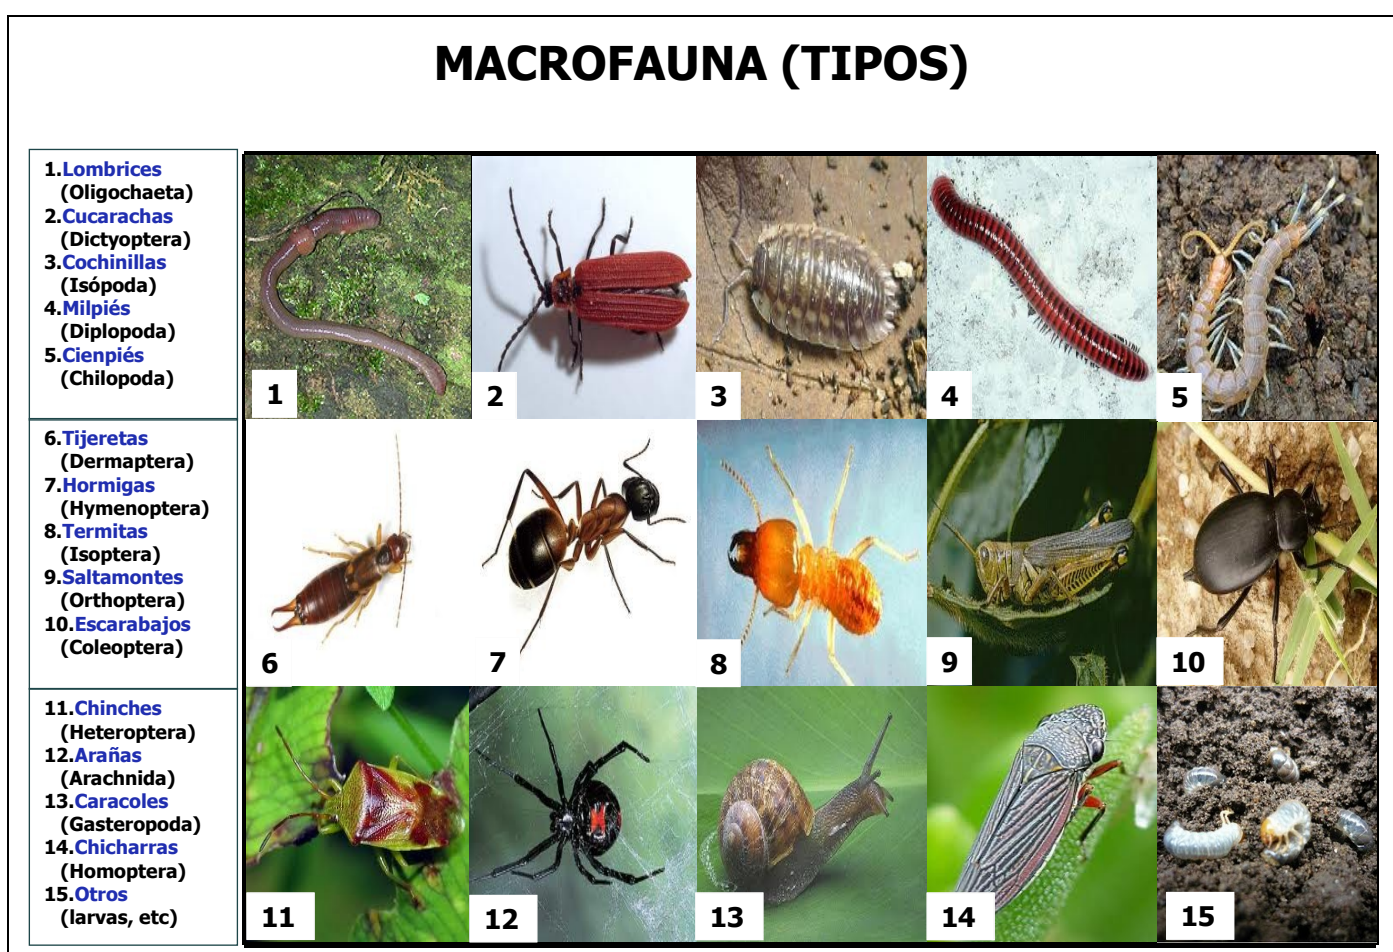 MACROFAUNA (TIPOS)
1.Lombrices
(Oligochaeta)
2.Cucarachas
(Dictyoptera)
3.Cochinillas
(Isópoda)
4.Milpiés
(Diplopoda)
5.Cienpiés
(Chilopoda)
1
2
3
4
5
6.Tijeretas
(Dermaptera)
7.Hormigas
(Hymenoptera)
8.Termitas
(Isoptera)
9.Saltamontes
(Orthoptera)
10.Escarabajos
(Coleoptera)
6
7
8
9
10
11.Chinches
(Heteroptera)
12.Arañas
(Arachnida)
13.Caracoles
(Gasteropoda)
14.Chicharras
(Homoptera)
15.Otros
(larvas, etc)
11
12
13
14
15